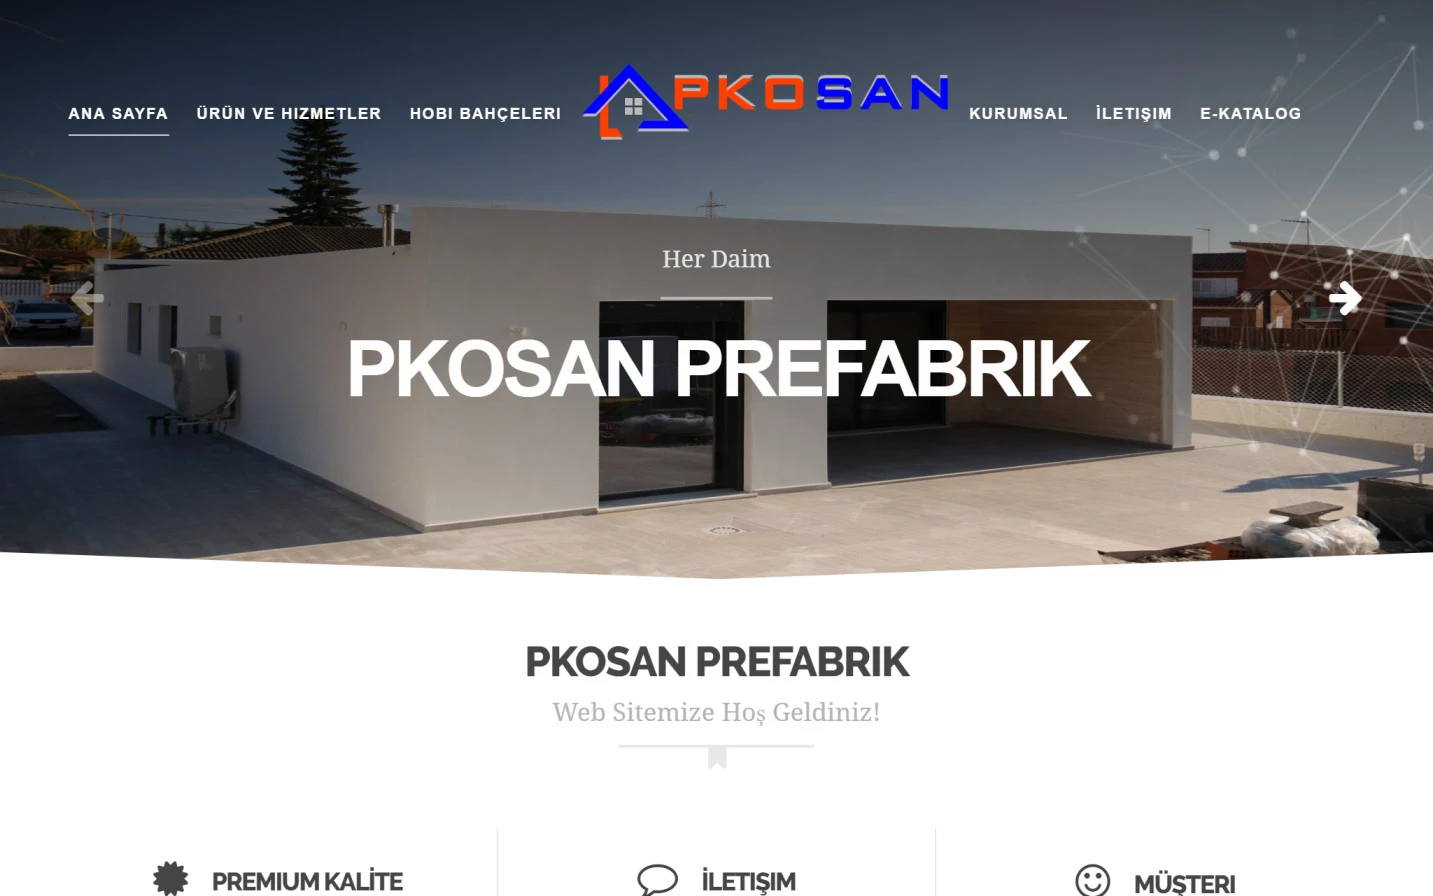 ANA SAYFA
ÜRÜN VE HIZMETLER
HOBI BAHÇELERI
PKOSAN
KURUMSAL
İLETIŞIM
E-KATALOG
Her Daim
PKOSAN PREFABRIK
PKOSAN PREFABRIK
Web Sitemize Hoş Geldiniz!
PREMIUM KALİTE
İLETIŞIM
MÜŞTERI